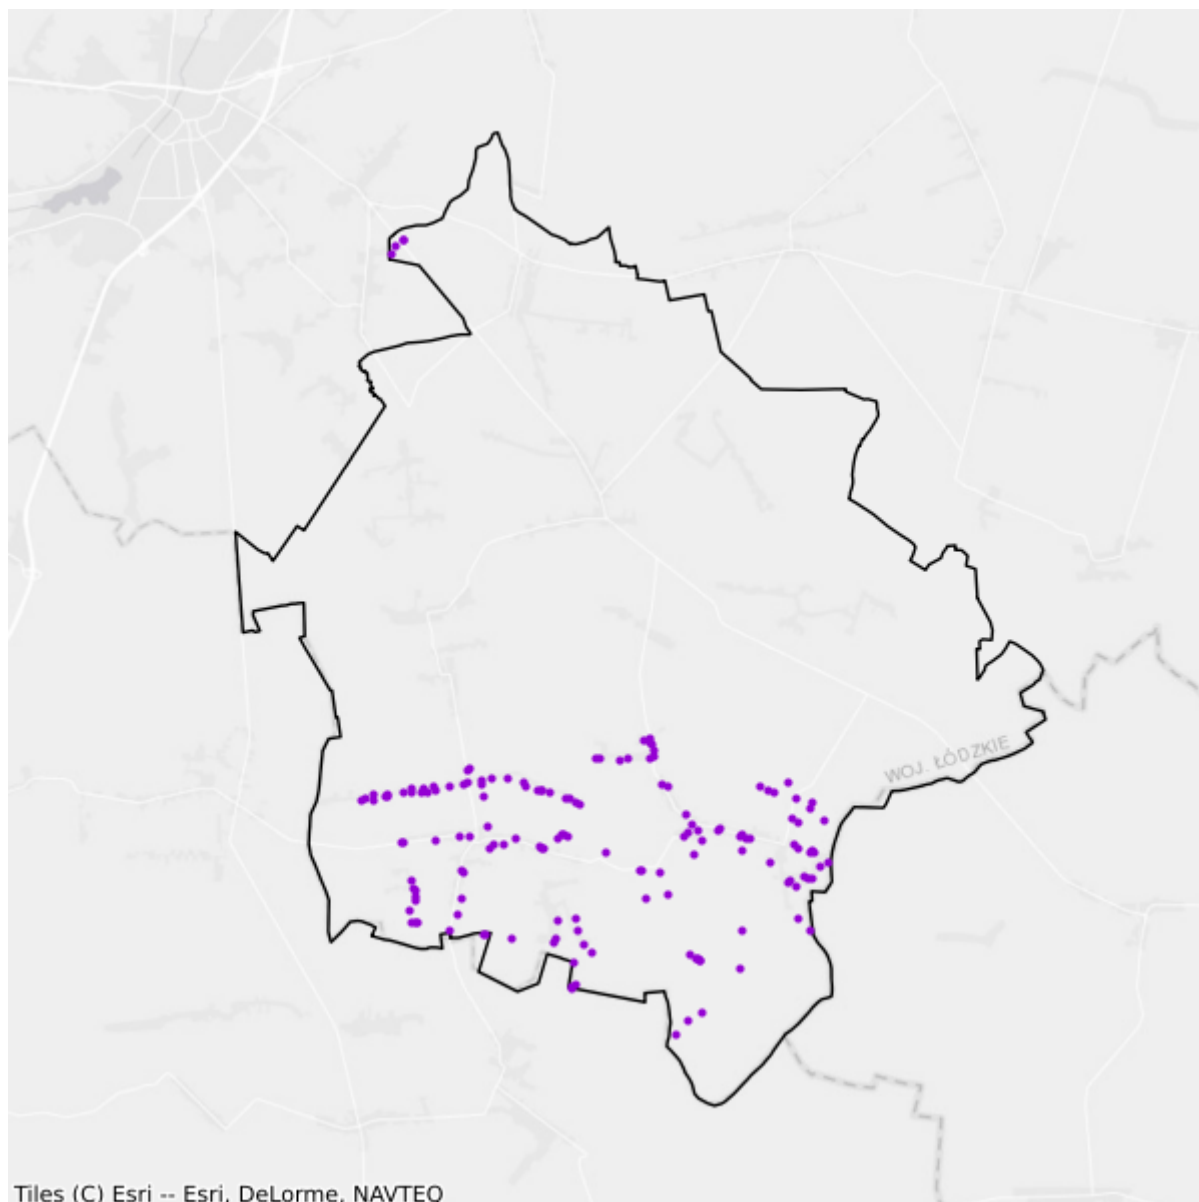 WOJ. ŁÓDZKIE
Tiles (C) Esri -- Esri, DeLorme, NAVTEQ